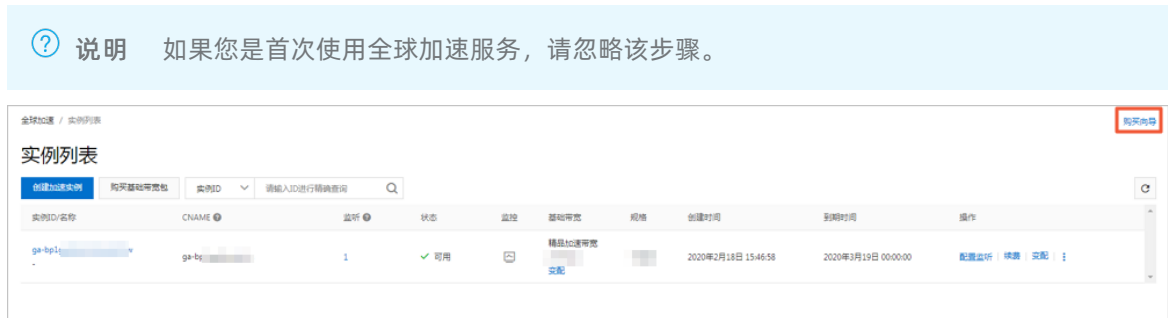 说明 如果您是首次使用全球加速服务，请忽略该步骤。
全球加速 / 实例列表
购买向导
实例列表
创建加速实例 购买基础带宽包 实例ID 请输入ID进行精确查询
实例ID/名称 CNAME 监听 状态 监控 基础带宽 规格 创建时间 到期时间 操作
精品加速带宽
ga-bp1 ga-bp 1 可用 2020年2月18日 15:46:58 2020年3月19日 00:00:00 配置监听 续费 变配
-
变配